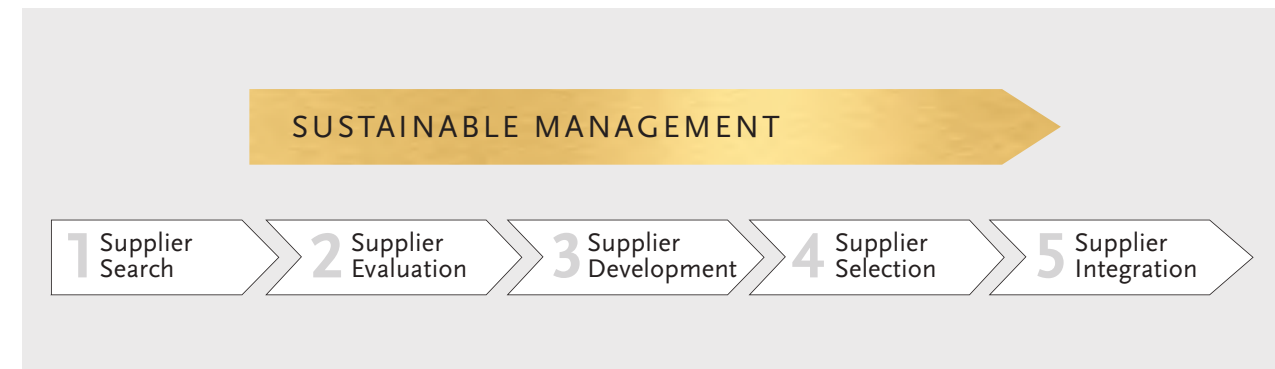 SUSTAINABLE MANAGEMENT
1 Supplier
Search
2 Supplier
Evaluation
3 Supplier
Development
4 Supplier
Selection
5 Supplier
Integration